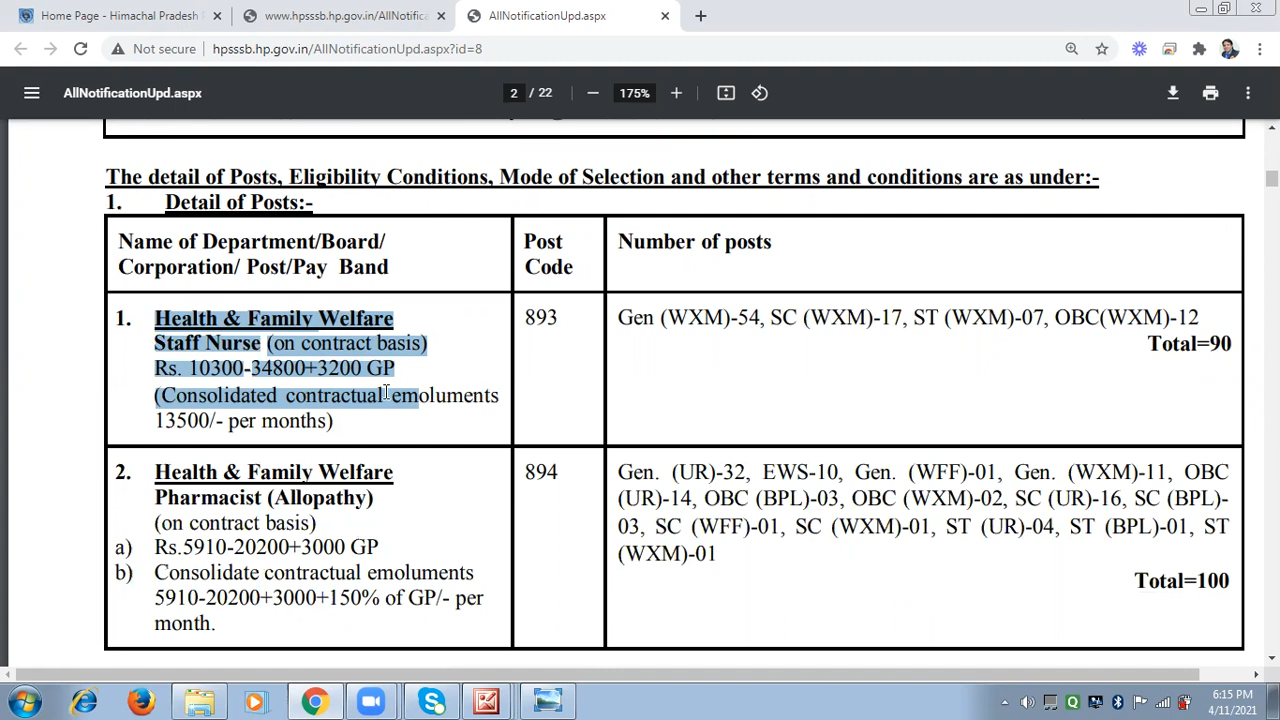 Home Page - Himachal Pradesh
www.hpsssb.hp.gov.in/AllNotifica
AllNotificationUpd.aspx
Not secure
hpsssb.hp.gov.in/AllNotificationUpd.aspx?id=8
AllNotificationUpd.aspx
2 / 22
175%
The detail of Posts, Eligibility Conditions, Mode of Selection and other terms and conditions are as under:-
1. Detail of Posts:-
Name of Department/Board/
Corporation/ Post/Pay Band
Post
Code
Number of posts
1. Health & Family Welfare
Staff Nurse (on contract basis)
Rs. 10300-34800+3200 GP
(Consolidated contractual emoluments
13500/- per months)
893
Gen (WXM)-54, SC (WXM)-17, ST (WXM)-07, OBC(WXM)-12
Total=90
2. Health & Family Welfare
Pharmacist (Allopathy)
(on contract basis)
a) Rs.5910-20200+3000 GP
b) Consolidate contractual emoluments
5910-20200+3000+150% of GP/- per
month.
894
Gen. (UR)-32, EWS-10, Gen. (WFF)-01, Gen. (WXM)-11, OBC
(UR)-14, OBC (BPL)-03, OBC (WXM)-02, SC (UR)-16, SC (BPL)-
03, SC (WFF)-01, SC (WXM)-01, ST (UR)-04, ST (BPL)-01, ST
(WXM)-01
Total=100
6:15 PM
4/11/2021